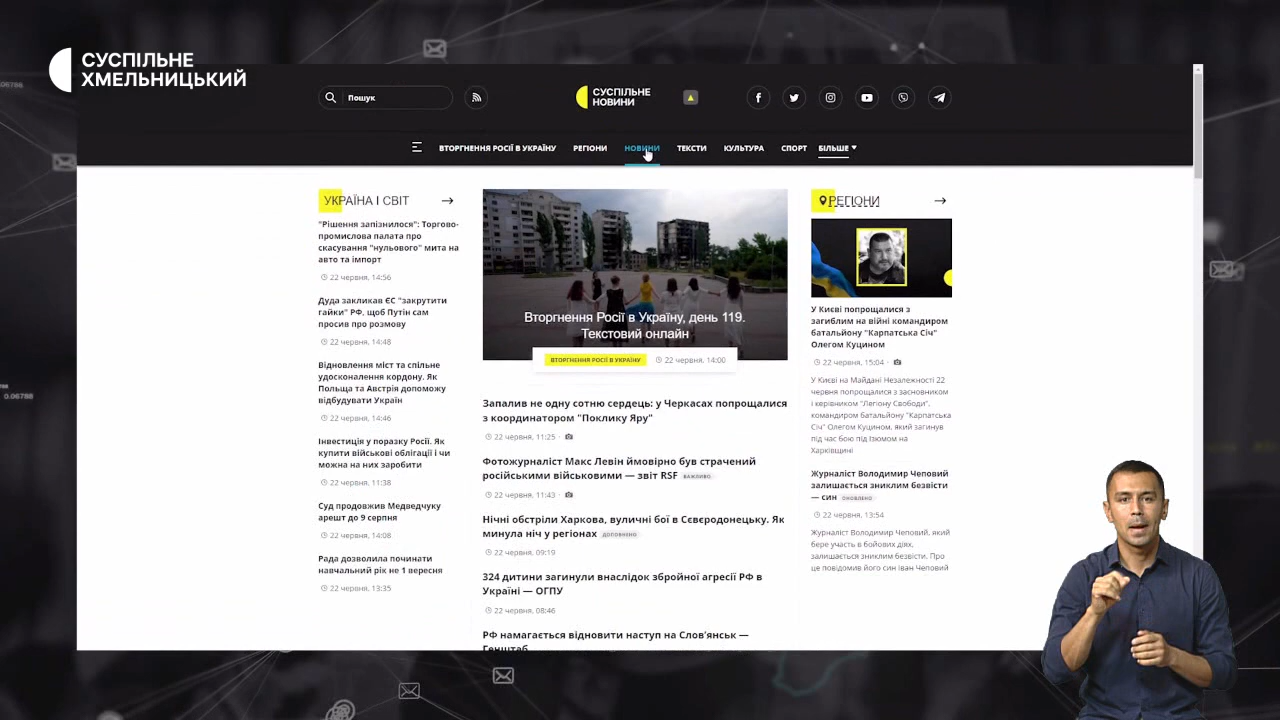 СУСПІЛЬНЕ
ХМЕЛЬНИЦЬКИЙ
Пошук
СУСПІЛЬНЕ
НОВИНИ
ВТОРГНЕННЯ РОСІЇ В УКРАЇНУ
РЕГІОНИ
НОВИНИ
ТЕКСТИ
КУЛЬТУРА
СПОРТ
БІЛЬШЕ
УКРАЇНА І СВІТ
"Рішення запізнилося": Торгово-
промислова палата про
скасування "нульового" мита на
авто та імпорт
22 червня, 14:56
Дуда закликав ЄС "закрутити
гайки" РФ, щоб Путін сам
просив про розмову
22 червня, 14:48
Відновлення міст та спільне
удосконалення кордону. Як
Польща та Австрія допоможу
відбудувати Україн
22 червня, 14:46
Інвестиція у поразку Росії. Як
купити військові облігації і чи
можна на них заробити
22 червня, 11:38
Суд продовжив Медведчуку
арешт до 9 серпня
22 червня, 14:08
Рада дозволила починати
навчальний рік не 1 вересня
22 червня, 13:35
Вторгнення Росії в Україну, день 119.
Текстовий онлайн
ВТОРГНЕННЯ РОСІЇ В УКРАЇНУ
22 червня, 14:00
Запалив не одну сотню сердець: у Черкасах попрощалися
з координатором "Поклику Яру"
22 червня, 11:25
Фотожурналіст Макс Левін ймовірно був страчений
російськими військовими — звіт RSF ВАЖЛИВО
22 червня, 11:43
Нічні обстріли Харкова, вуличні бої в Сєвєродонецьку. Як
минула ніч у регіонах ДОПОВНЕНО
22 червня, 09:19
324 дитини загинули внаслідок збройної агресії РФ в
Україні — ОГПУ
22 червня, 08:46
РФ намагається відновити наступ на Слов'янськ —
Генштаб
РЕГІОНИ
У Києві попрощалися з
загиблим на війні командиром
батальйону "Карпатська Січ"
Олегом Куцином
22 червня, 15:04
У Києві на Майдані Незалежності 22
червня попрощалися з засновником
і керівником "Легіону Свободи",
командиром батальйону "Карпатська
Січ" Олегом Куцином, який загинув
під час бою під Ізюмом на
Харківщині
Журналіст Володимир Чеповий
залишається зниклим безвісти
— син ОНОВЛЕНО
22 червня, 13:54
Журналіст Володимир Чеповий, який
бере участь в бойових діях,
залишається зниклим безвісти. Про
це повідомив його син Іван Чеповий
0.06788